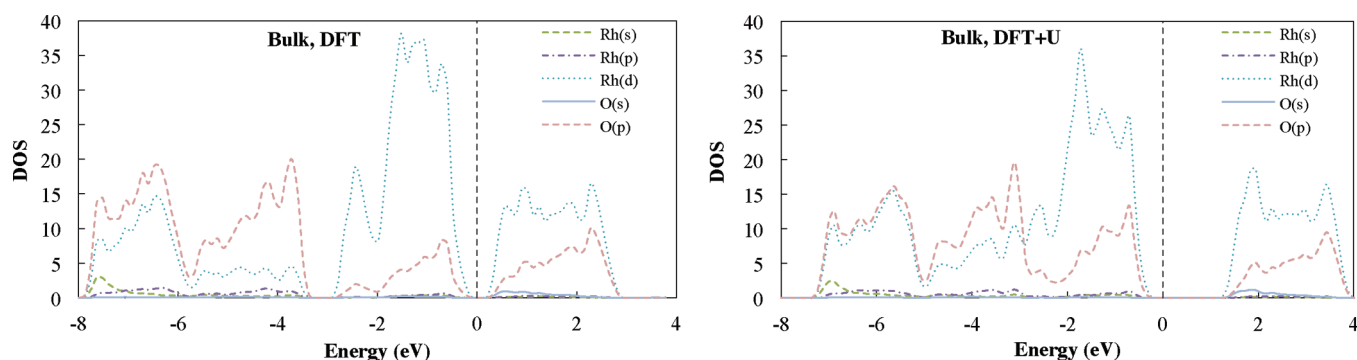 40
35
30
25
20
15
10
5
0
DOS
Bulk, DFT
Rh(s)
Rh(p)
Rh(d)
O(s)
O(p)
-8 -6 -4 -2 0 2 4
Energy (eV)
40
35
30
25
20
15
10
5
0
DOS
Bulk, DFT+U
Rh(s)
Rh(p)
Rh(d)
O(s)
O(p)
-8 -6 -4 -2 0 2 4
Energy (eV)